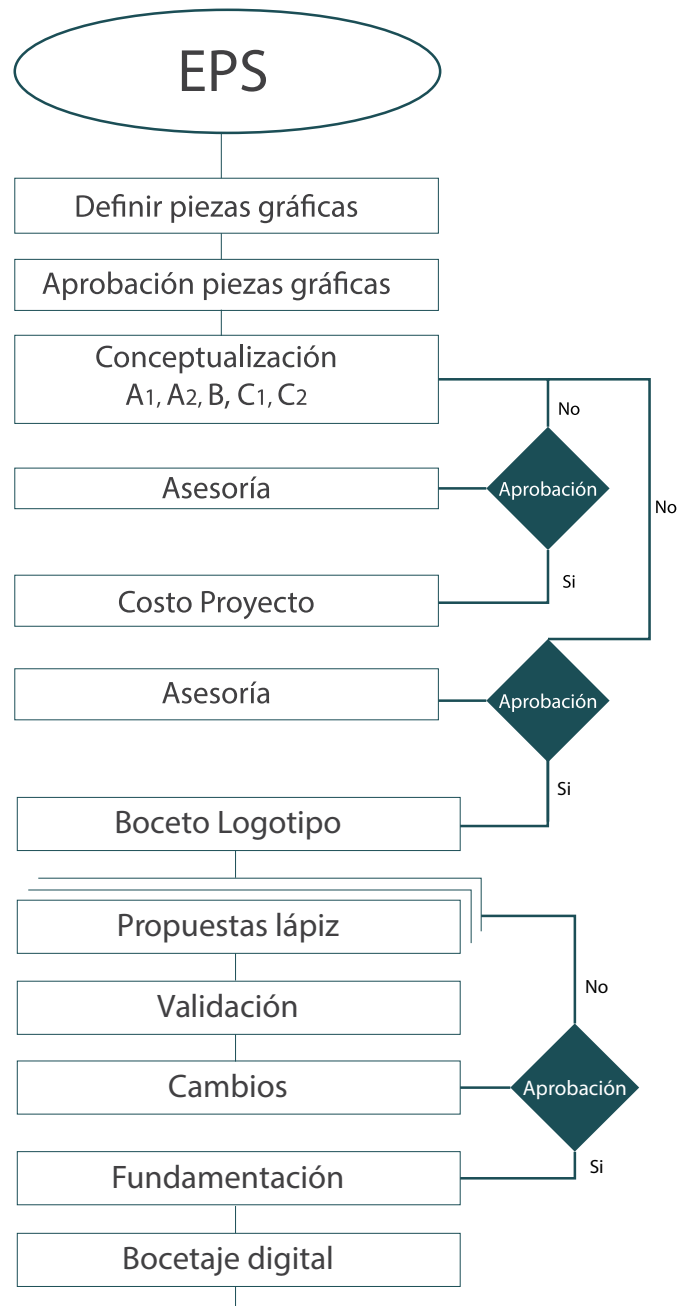 EPS
Definir piezas gráficas
Aprobación piezas gráficas
Conceptualización
A1, A2, B, C1, C2
No
Asesoría
Aprobación
No
Si
Costo Proyecto
Asesoría
Aprobación
Si
Boceto Logotipo
Propuestas lápiz
No
Validación
Cambios
Aprobación
Si
Fundamentación
Bocetaje digital